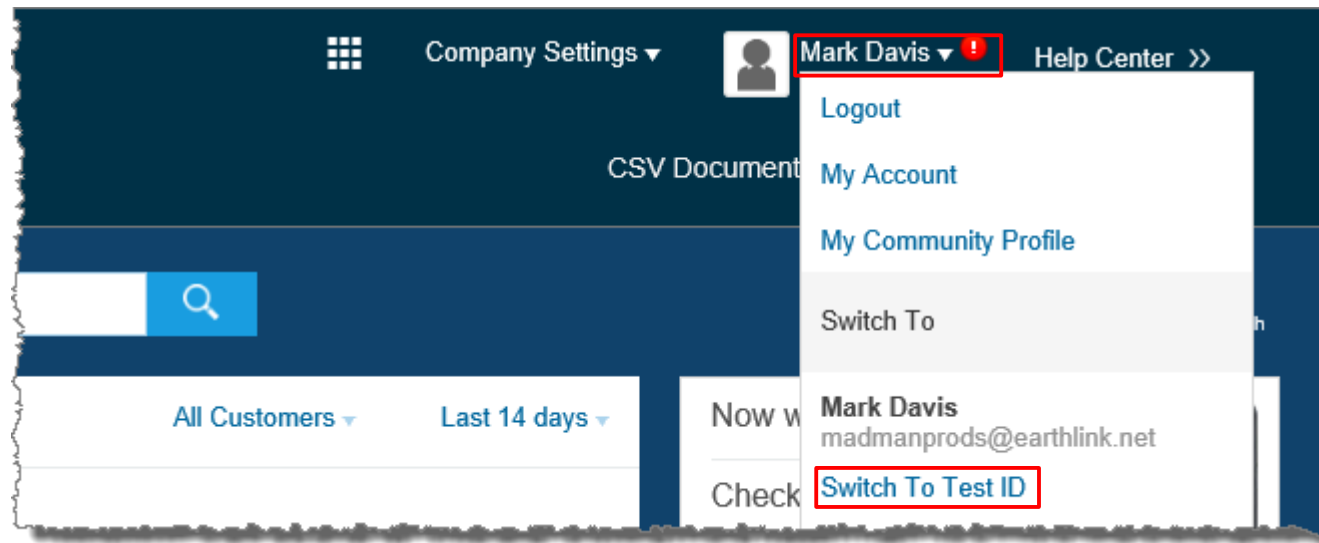 Company Settings ▾
Mark Davis ▾ !
Help Center >>
Logout
CSV Document
My Account
My Community Profile
Switch To
h
All Customers ▾
Last 14 days ▾
Now w
Mark Davis
madmanprods@earthlink.net
Check
Switch To Test ID